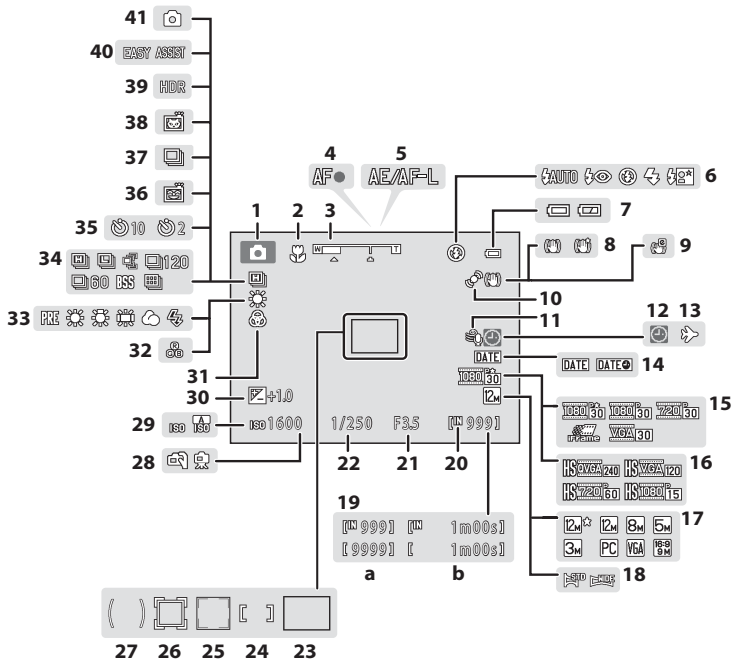 41
40 EASY ASSIST
39 HDR
38
37
36
35 10 2
34 H L 120
60 BSS
33 PRE
32 R G B
31
30 +1.0
29 ISO A ISO
28
4 5
AF● AE/AF-L
1 2 3
W T
6 AUTO
7
8 9
10
11
12 13
DATE
14 DATE DATE
1080 30
12M
ISO 1600 1/250 F3.5 [IN 999]
22 21 20
15 1080 30 1080 30 720 30
iFrame VGA 30
16 HS QVGA 240 HS VGA 120
HS 720 60 HS 1080 15
17 12M 12M 8M 5M
3M PC VGA 16:9 9M
18 STD WIDE
19
[IN 999] [IN 1m00s]
[ 9999] [ 1m00s]
a b
27 26 25 24 23